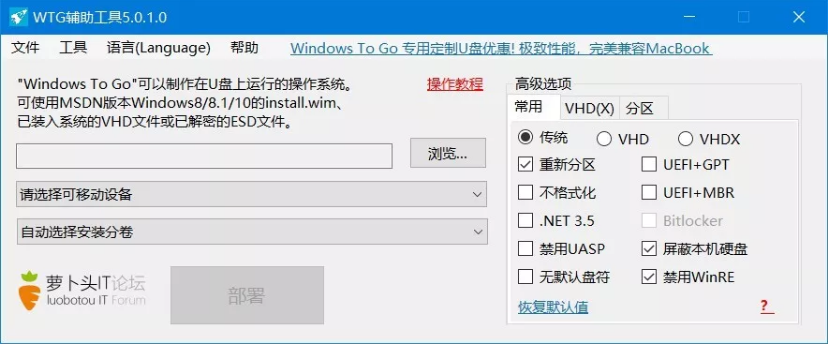 WTG辅助工具5.0.1.0
文件 工具 语言(Language) 帮助 Windows To Go 专用定制U盘优惠! 极致性能，完美兼容MacBook
"Windows To Go"可以制作在U盘上运行的操作系统。
可使用MSDN版本Windows8/8.1/10的install.wim、
已装入系统的VHD文件或已解密的ESD文件。
操作教程
浏览...
请选择可移动设备
自动选择安装分卷
萝卜头IT论坛
luobotou IT Forum
部署
高级选项
常用 VHD(X) 分区
传统 VHD VHDX
重新分区 UEFI+GPT
不格式化 UEFI+MBR
.NET 3.5 Bitlocker
禁用UASP 屏蔽本机硬盘
无默认盘符 禁用WinRE
恢复默认值 ?